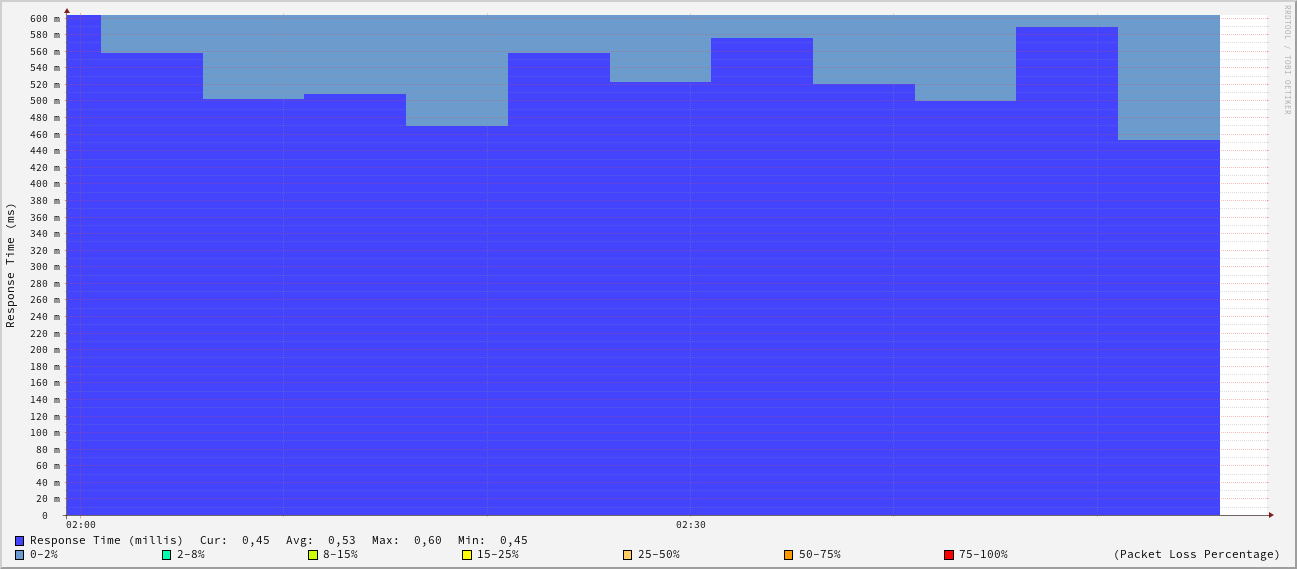 RRDTOOL / TOBI OETIKER
Response Time (ms)
600 m
580 m
560 m
540 m
520 m
500 m
480 m
460 m
440 m
420 m
400 m
380 m
360 m
340 m
320 m
300 m
280 m
260 m
240 m
220 m
200 m
180 m
160 m
140 m
120 m
100 m
80 m
60 m
40 m
20 m
0
02:00 02:30
Response Time (millis) Cur: 0,45 Avg: 0,53 Max: 0,60 Min: 0,45
0-2% 2-8% 8-15% 15-25% 25-50% 50-75% 75-100% (Packet Loss Percentage)